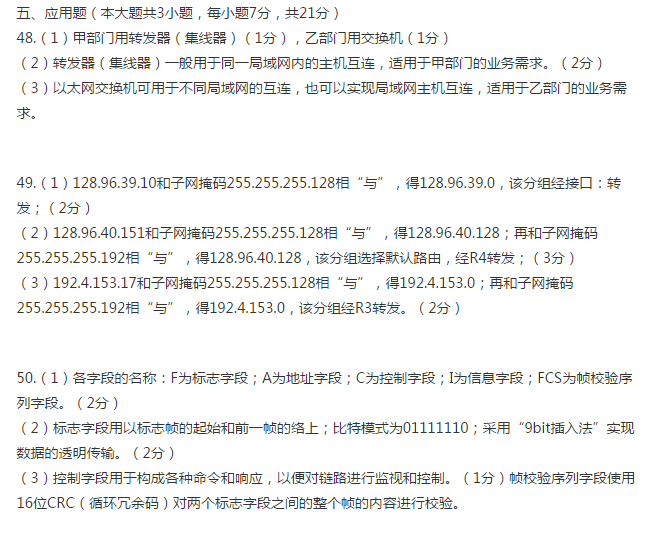 五、应用题（本大题共3小题，每小题7分，共21分）
48.（1）甲部门用转发器（集线器）（1分），乙部门用交换机（1分）
（2）转发器（集线器）一般用于同一局域网内的主机互连，适用于甲部门的业务需求。（2分）
（3）以太网交换机可用于不同局域网的互连，也可以实现局域网主机互连，适用于乙部门的业务需
求。
49.（1）128.96.39.10和子网掩码255.255.255.128相“与”，得128.96.39.0，该分组经接口：转
发；（2分）
（2）128.96.40.151和子网掩码255.255.255.128相“与”，得128.96.40.128；再和子网掩码
255.255.255.192相“与”，得128.96.40.128，该分组选择默认路由，经R4转发；（3分）
（3）192.4.153.17和子网掩码255.255.255.128相“与”，得192.4.153.0；再和子网掩码
255.255.255.192相“与”，得192.4.153.0，该分组经R3转发。（2分）
50.（1）各字段的名称：F为标志字段；A为地址字段；C为控制字段；I为信息字段；FCS为帧校验序
列字段。（2分）
（2）标志字段用以标志帧的起始和前一帧的络上；比特模式为01111110；采用“9bit插入法”实现
数据的透明传输。（2分）
（3）控制字段用于构成各种命令和响应，以便对链路进行监视和控制。（1分）帧校验序列字段使用
16位CRC（循环冗余码）对两个标志字段之间的整个帧的内容进行校验。